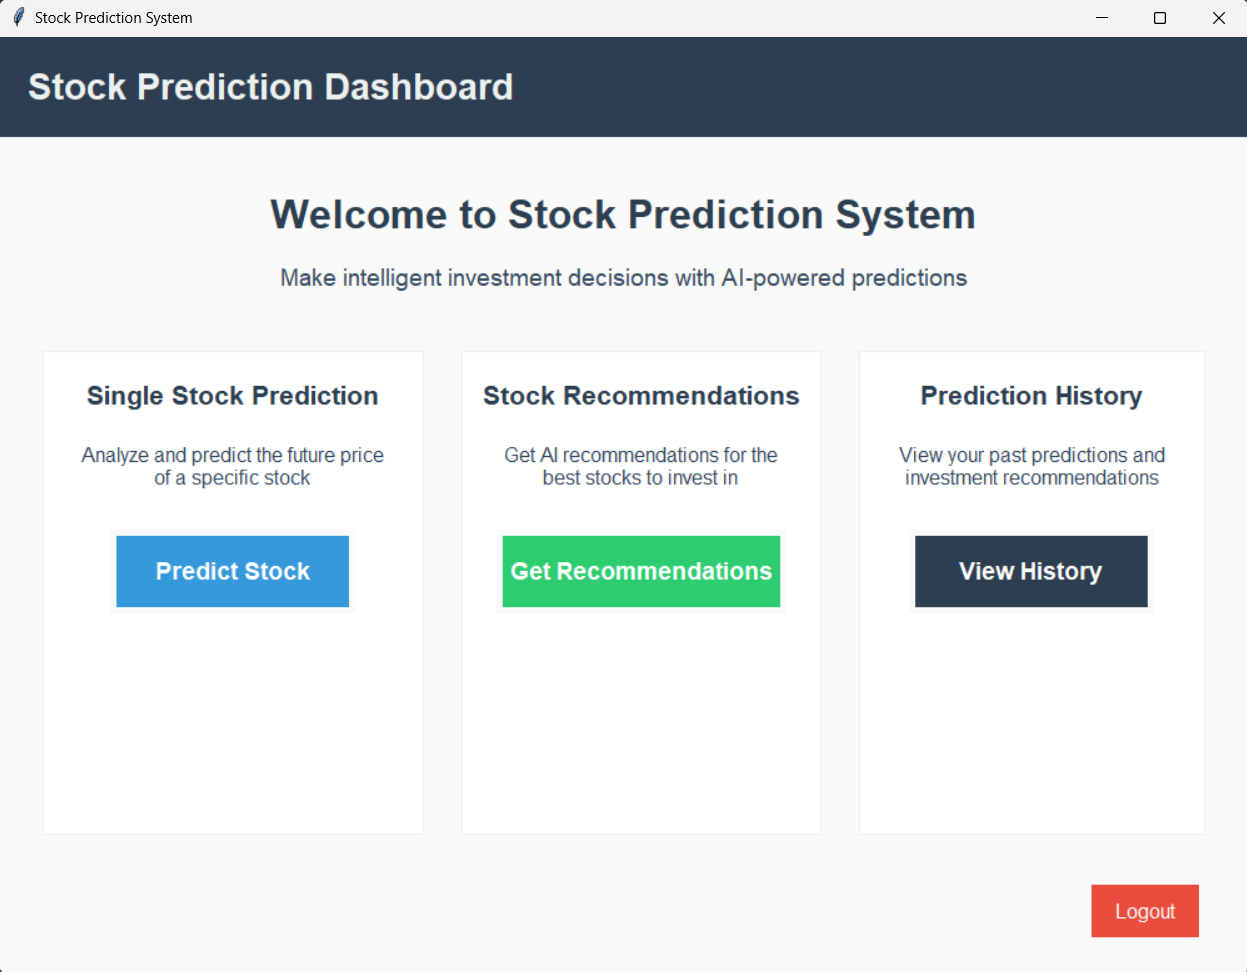 Stock Prediction System
Stock Prediction Dashboard
Welcome to Stock Prediction System
Make intelligent investment decisions with AI-powered predictions
Single Stock Prediction
Analyze and predict the future price
of a specific stock
Predict Stock
Stock Recommendations
Get AI recommendations for the
best stocks to invest in
Get Recommendations
Prediction History
View your past predictions and
investment recommendations
View History
Logout